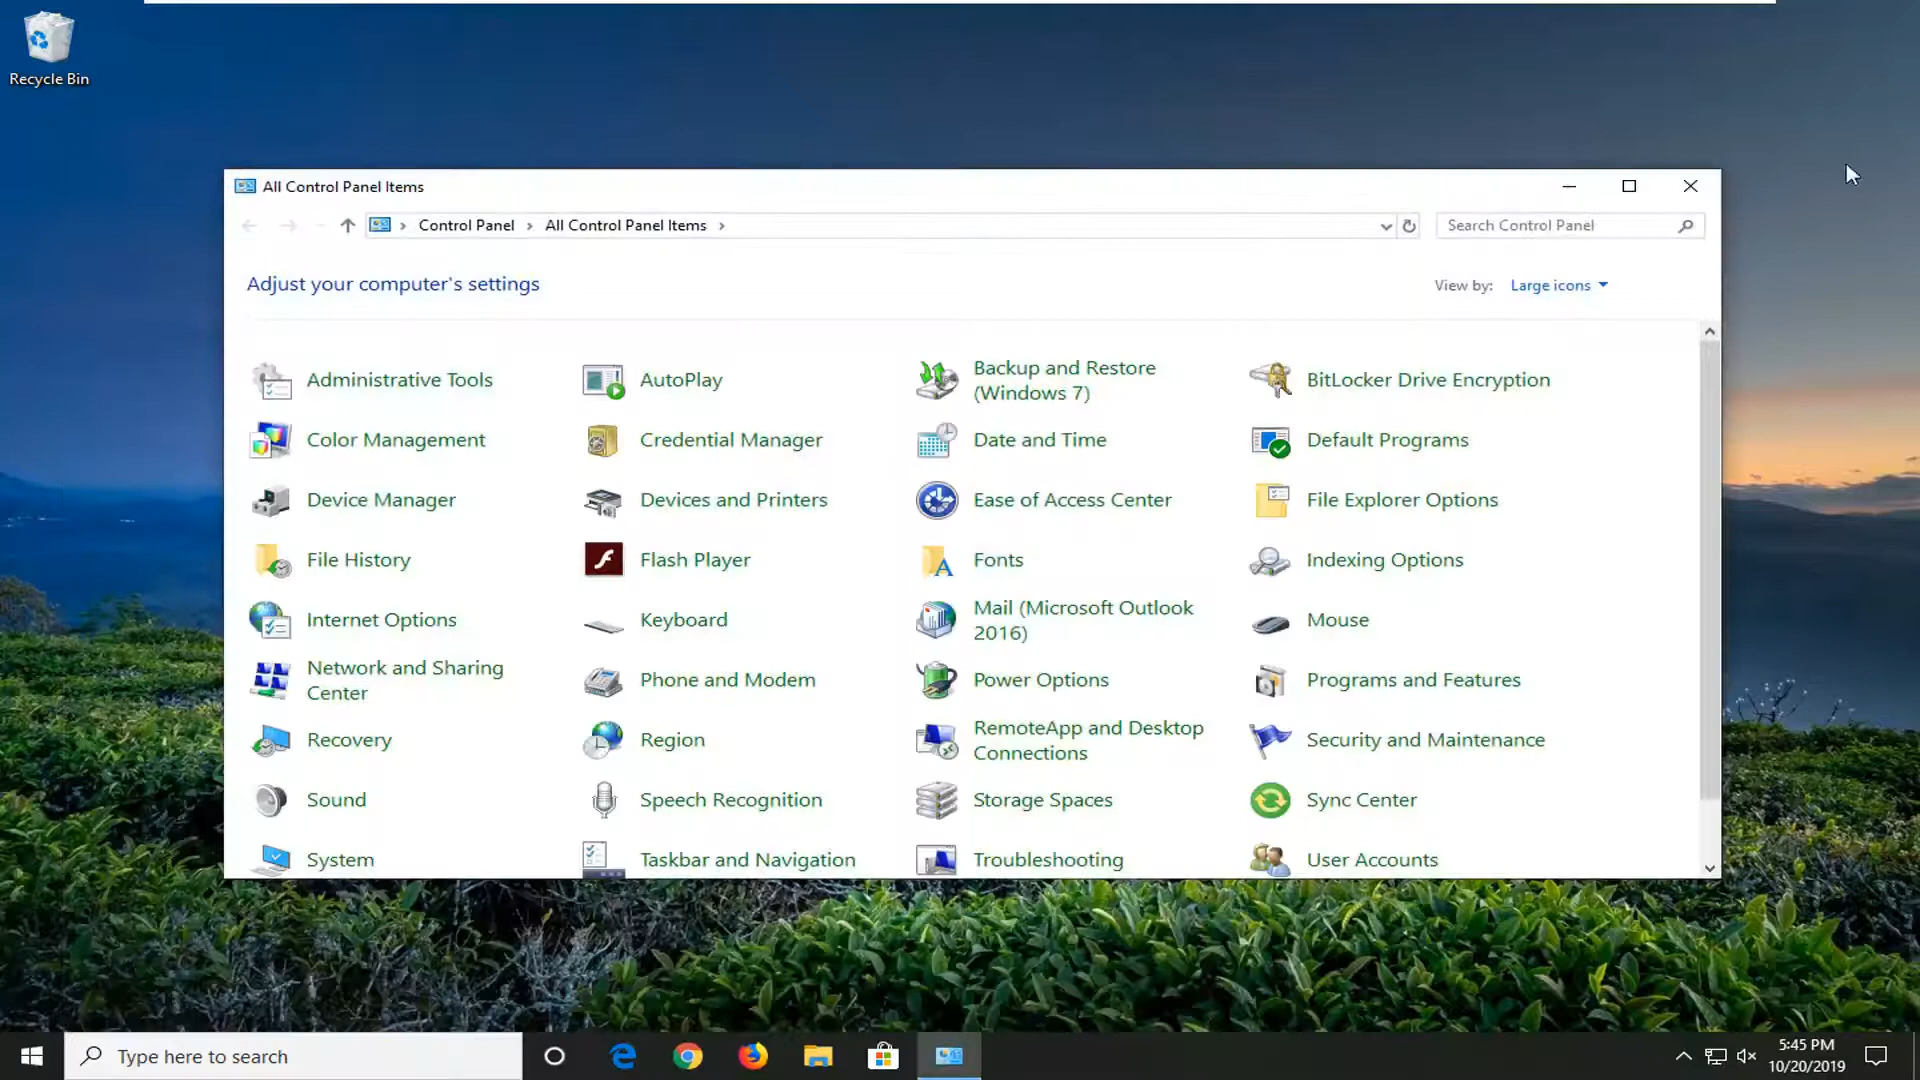 Recycle Bin
All Control Panel Items
Control Panel
All Control Panel Items
Search Control Panel
Adjust your computer's settings
View by:
Large icons
Administrative Tools
AutoPlay
Backup and Restore
(Windows 7)
BitLocker Drive Encryption
Color Management
Credential Manager
Date and Time
Default Programs
Device Manager
Devices and Printers
Ease of Access Center
File Explorer Options
File History
Flash Player
Fonts
Indexing Options
Internet Options
Keyboard
Mail (Microsoft Outlook
2016)
Mouse
Network and Sharing
Center
Phone and Modem
Power Options
Programs and Features
Recovery
Region
RemoteApp and Desktop
Connections
Security and Maintenance
Sound
Speech Recognition
Storage Spaces
Sync Center
System
Taskbar and Navigation
Troubleshooting
User Accounts
Type here to search
5:45 PM
10/20/2019